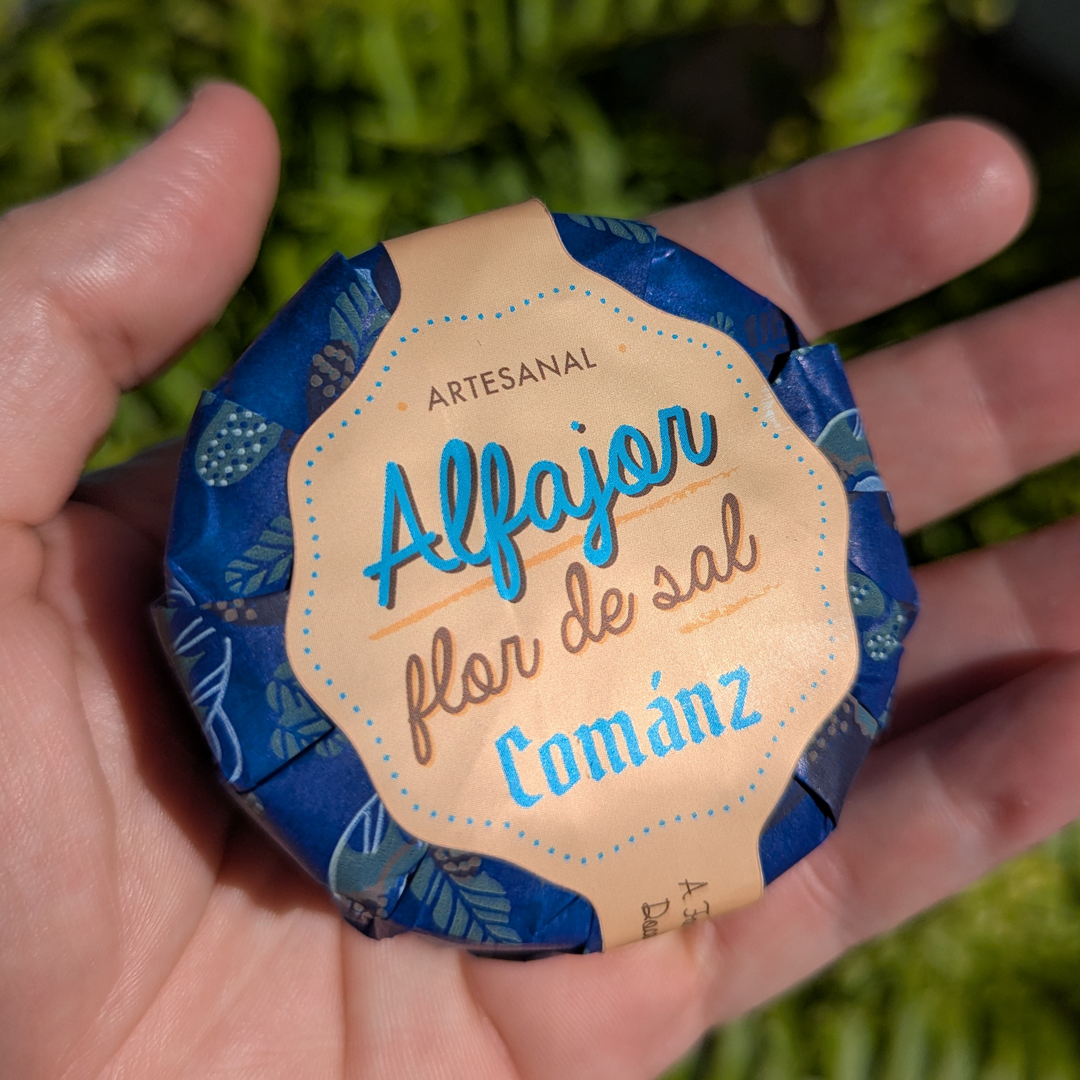 ARTESANAL
Alfajor
flor de sal
Cománz
A